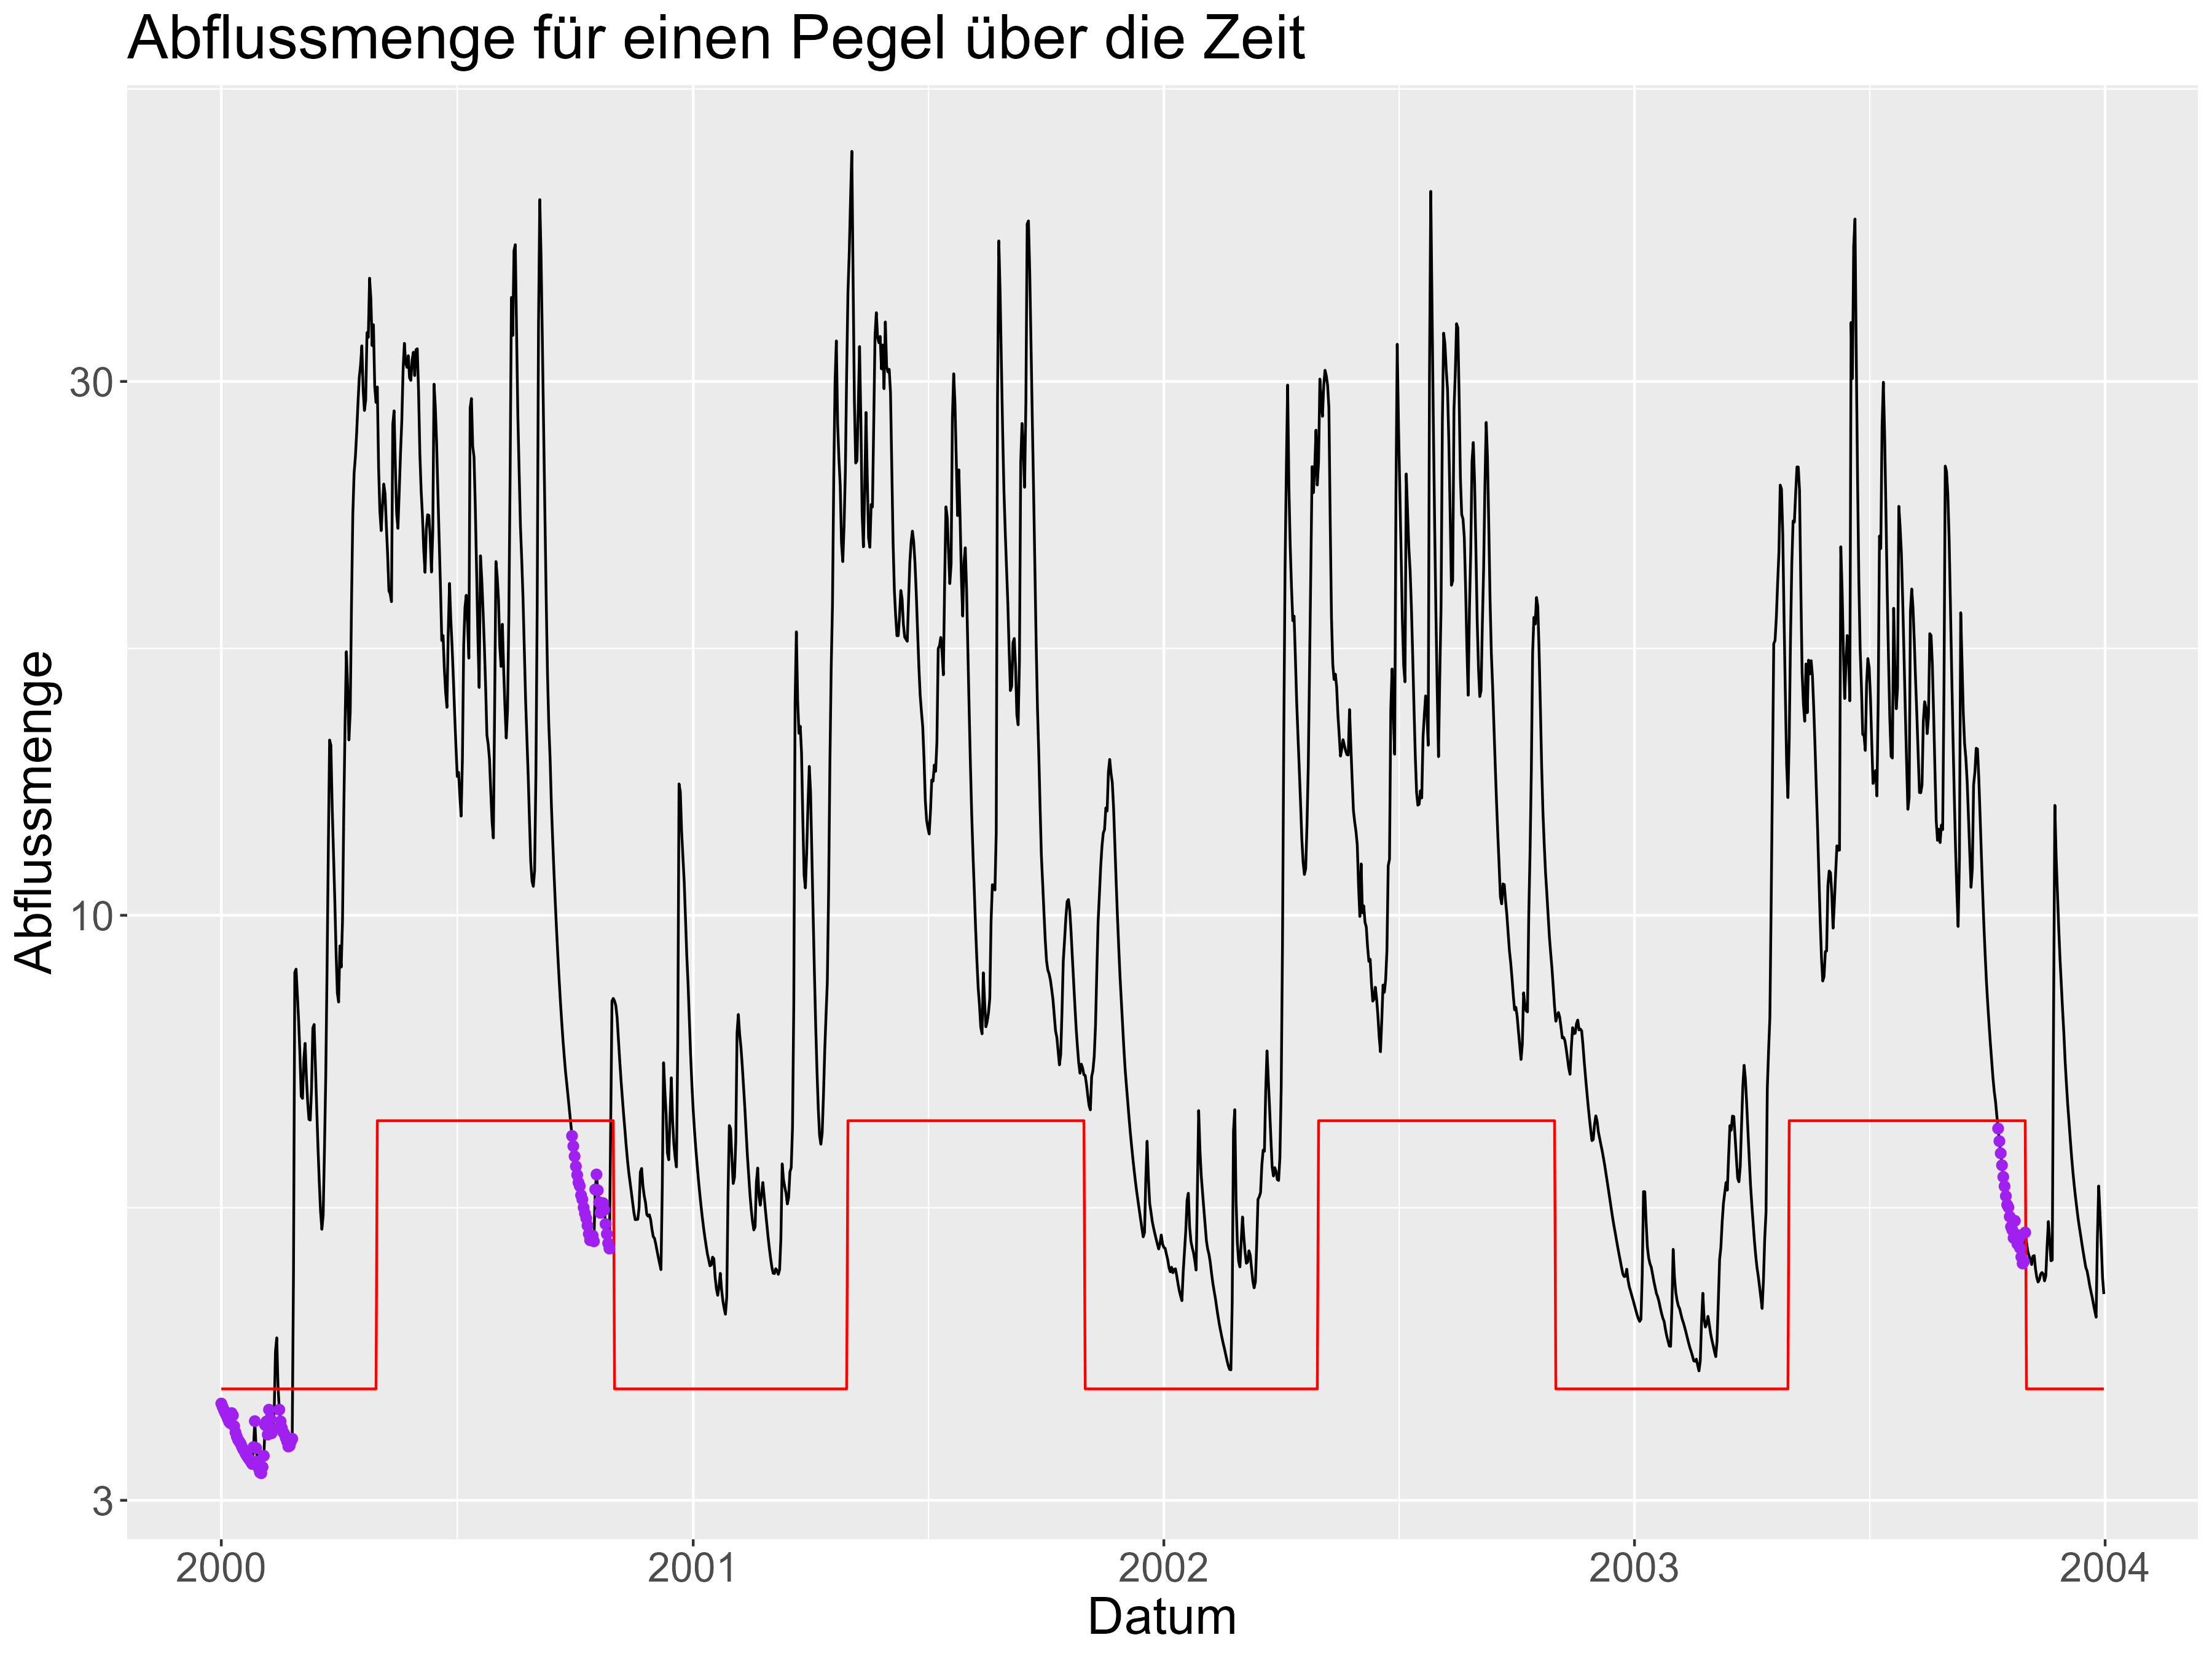 Abflussmenge für einen Pegel über die Zeit
Abflussmenge
30
10
3
2000
2001
2002
2003
2004
Datum